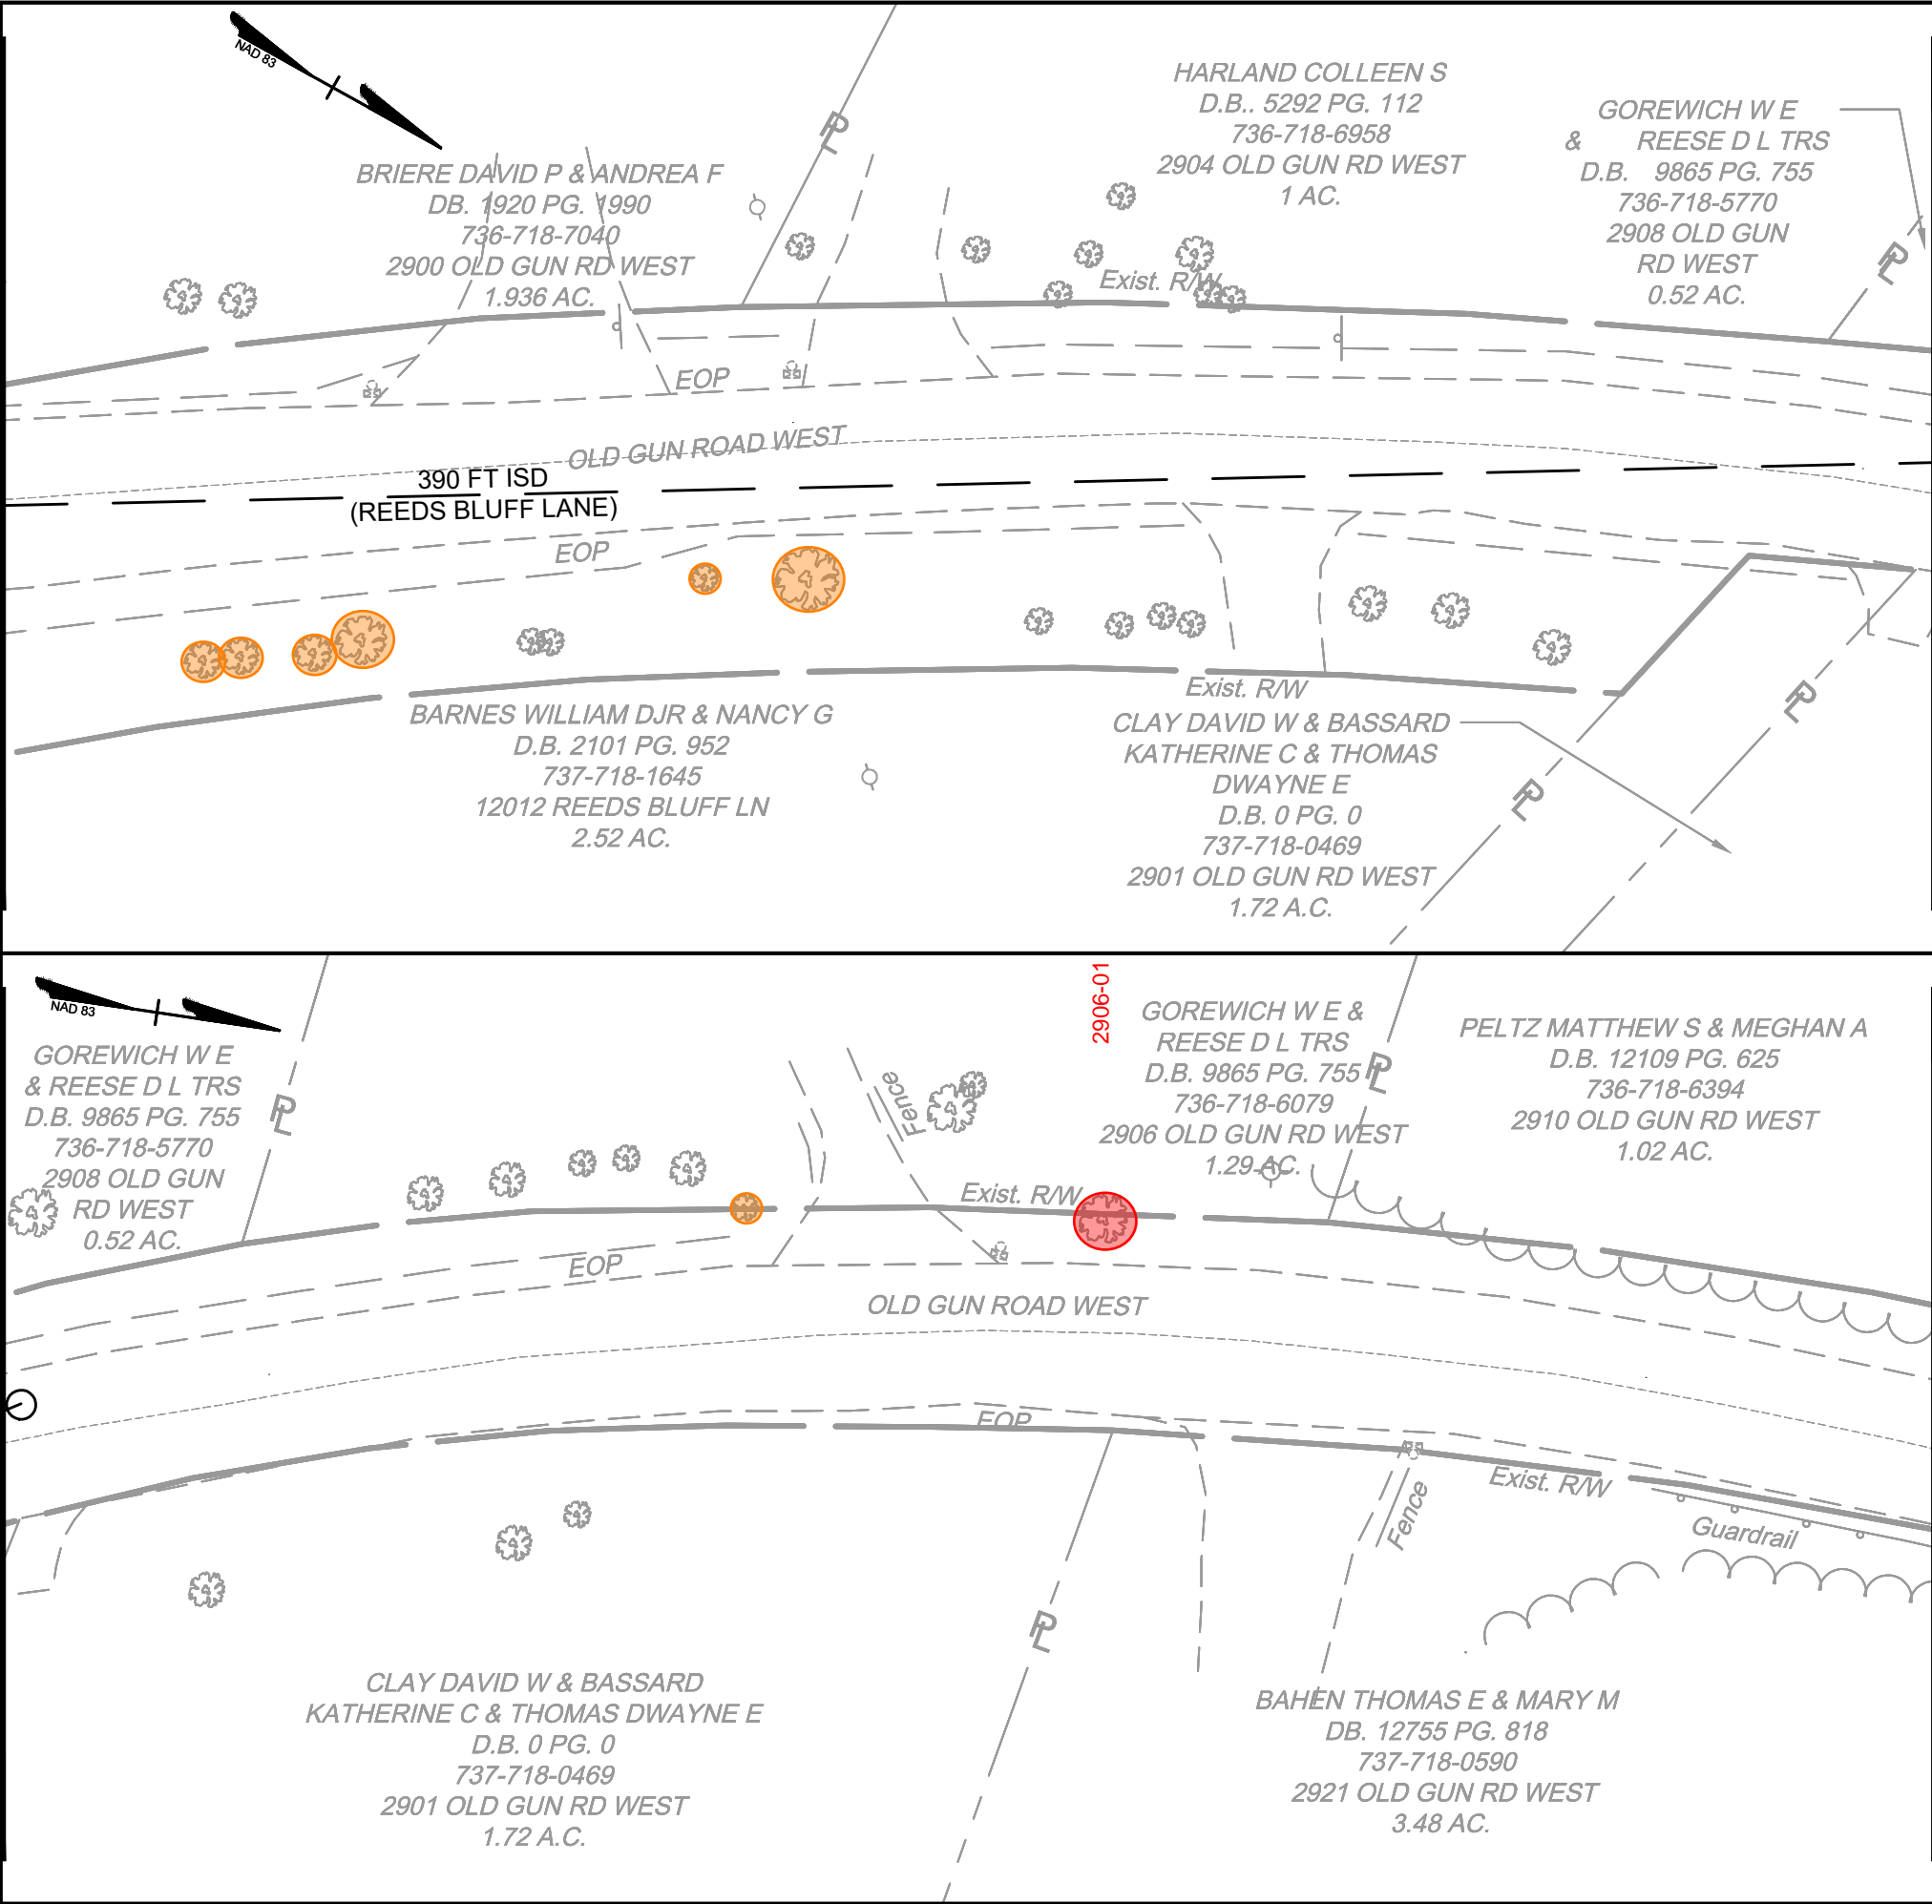 NAD 83
BRIERE DAVID P & ANDREA F
DB. 1920 PG. 1990
736-718-7040
2900 OLD GUN RD WEST
1.936 AC.
PL
HARLAND COLLEEN S
D.B.. 5292 PG. 112
736-718-6958
2904 OLD GUN RD WEST
1 AC.
GOREWICH W E
& REESE D L TRS
D.B. 9865 PG. 755
736-718-5770
2908 OLD GUN
RD WEST
0.52 AC.
PL
Exist. R/W
EOP
OLD GUN ROAD WEST
390 FT ISD
(REEDS BLUFF LANE)
EOP
Exist. R/W
BARNES WILLIAM DJR & NANCY G
D.B. 2101 PG. 952
737-718-1645
12012 REEDS BLUFF LN
2.52 AC.
CLAY DAVID W & BASSARD
KATHERINE C & THOMAS
DWAYNE E
D.B. 0 PG. 0
737-718-0469
2901 OLD GUN RD WEST
1.72 A.C.
PL
PL
NAD 83
GOREWICH W E
& REESE D L TRS
D.B. 9865 PG. 755
736-718-5770
2908 OLD GUN
RD WEST
0.52 AC.
PL
Fence
2906-01
GOREWICH W E &
REESE D L TRS
D.B. 9865 PG. 755
736-718-6079
2906 OLD GUN RD WEST
1.29 AC.
PL
PELTZ MATTHEW S & MEGHAN A
D.B. 12109 PG. 625
736-718-6394
2910 OLD GUN RD WEST
1.02 AC.
Exist. R/W
EOP
OLD GUN ROAD WEST
EOP
Exist. R/W
Fence
Guardrail
PL
CLAY DAVID W & BASSARD
KATHERINE C & THOMAS DWAYNE E
D.B. 0 PG. 0
737-718-0469
2901 OLD GUN RD WEST
1.72 A.C.
BAHEN THOMAS E & MARY M
DB. 12755 PG. 818
737-718-0590
2921 OLD GUN RD WEST
3.48 AC.